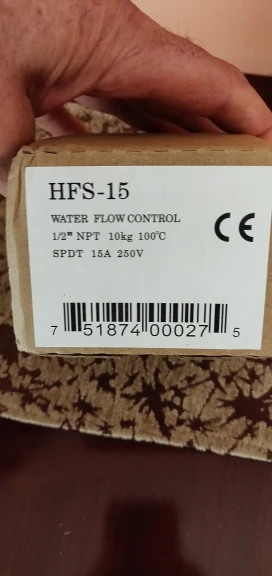 HFS-15
WATER FLOW CONTROL
1/2" NPT 10kg 100℃
SPDT 15A 250V
CE
7 51874 00027 5